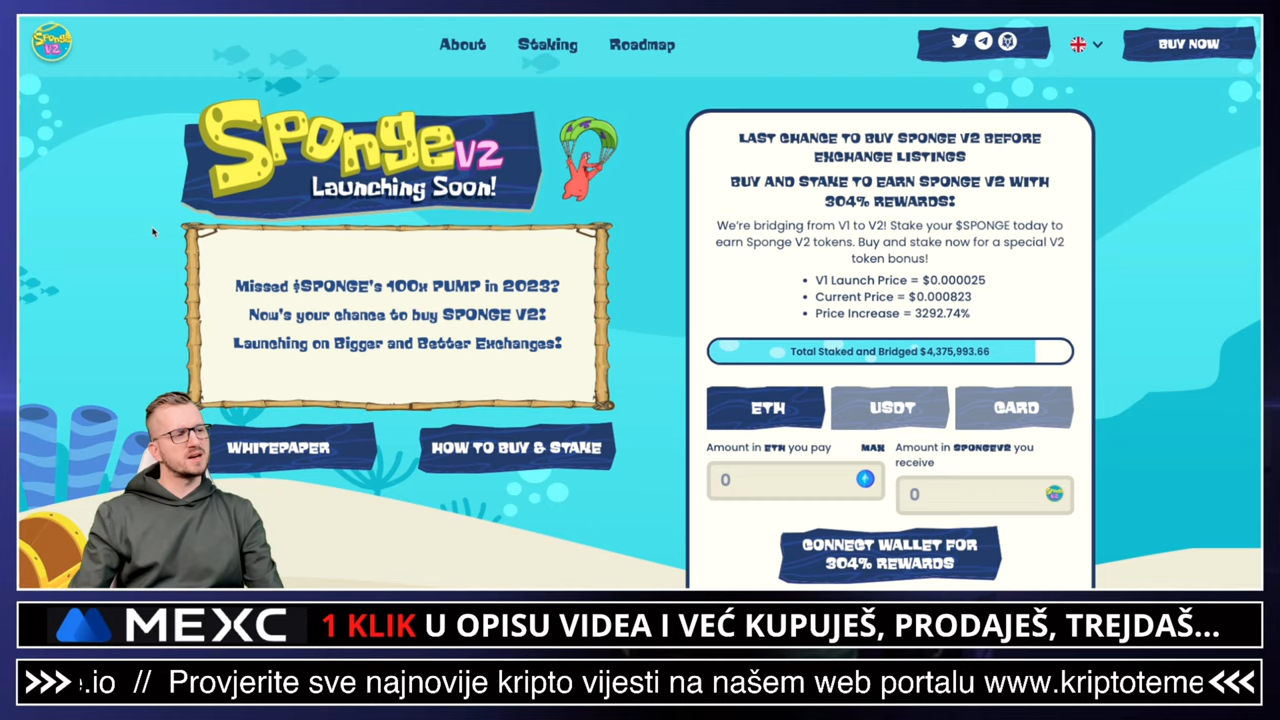 Sponge V2
About
Staking
Roadmap
BUY NOW
Sponge V2
Launching Soon!
Missed $SPONGE's 100x PUMP in 2023?
Now's your chance to buy SPONGE V2!
Launching on Bigger and Better Exchanges!
WHITEPAPER
HOW TO BUY & STAKE
LAST CHANCE TO BUY SPONGE V2 BEFORE
EXCHANGE LISTINGS
BUY AND STAKE TO EARN SPONGE V2 WITH
304% REWARDS!
We're bridging from V1 to V2! Stake your $SPONGE today to
earn Sponge V2 tokens. Buy and stake now for a special V2
token bonus!
• V1 Launch Price = $0.000025
• Current Price = $0.000823
• Price Increase = 3292.74%
Total Staked and Bridged $4,375,993.66
ETH
USDT
CARD
Amount in ETH you pay
MAX
0
Amount in SPONGEV2 you
receive
0
CONNECT WALLET FOR
304% REWARDS
MEXC 1 KLIK U OPISU VIDEA I VEĆ KUPUJEŠ, PRODAJEŠ, TREJDAŠ...
>>> .io // Provjerite sve najnovije kripto vijesti na našem web portalu www.kriptoteme <<<